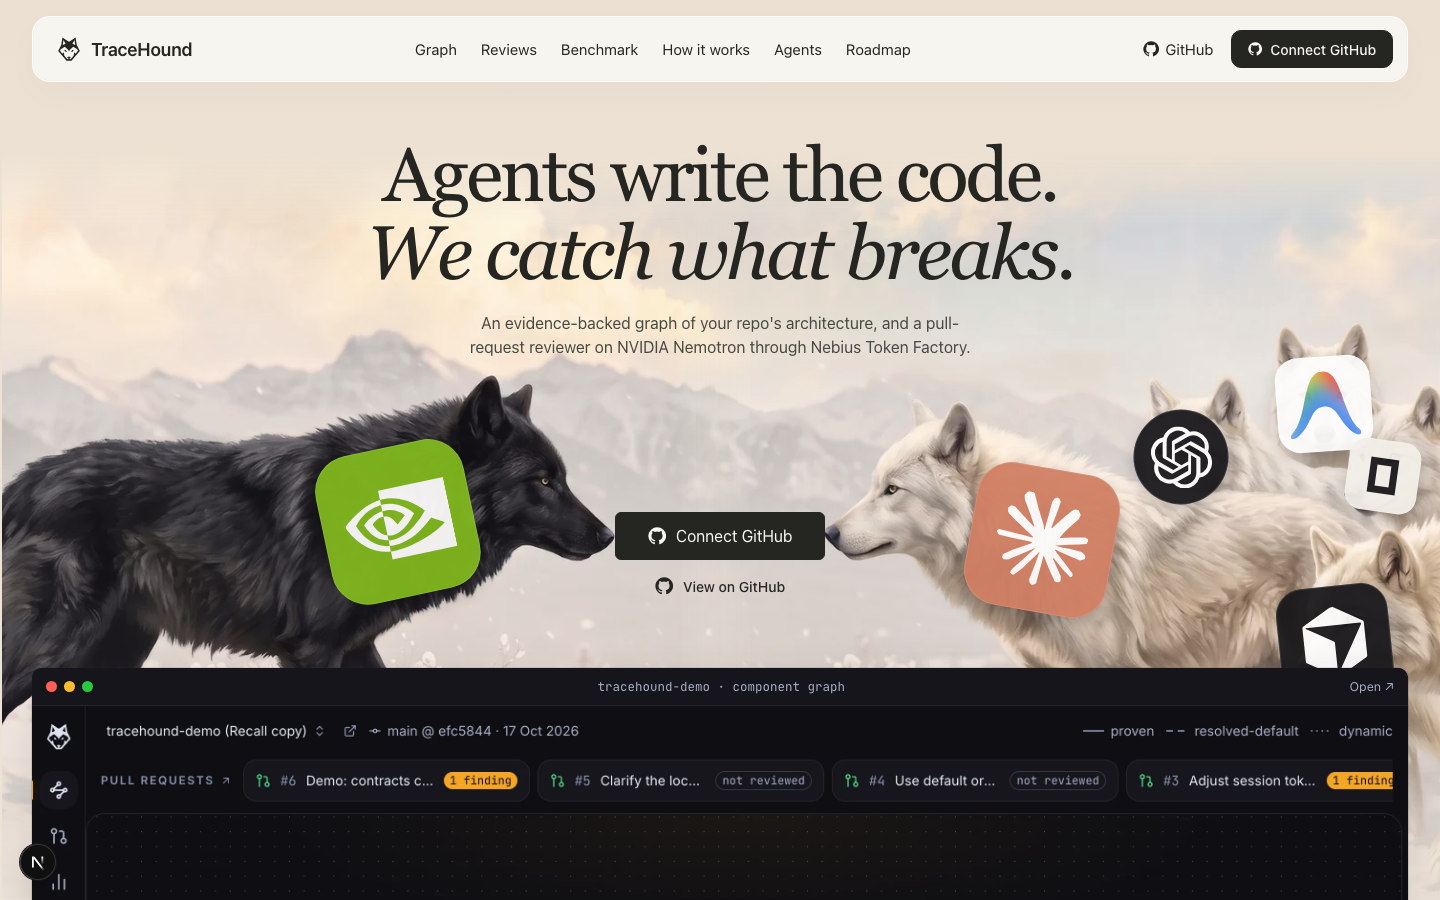 TraceHound
Graph
Reviews
Benchmark
How it works
Agents
Roadmap
GitHub
Connect GitHub
Agents write the code.
We catch what breaks.
An evidence-backed graph of your repo's architecture, and a pull-
request reviewer on NVIDIA Nemotron through Nebius Token Factory.
Connect GitHub
View on GitHub
tracehound-demo · component graph
Open ↗
tracehound-demo (Recall copy)
main @ efc5844 · 17 Oct 2026
proven
resolved-default
dynamic
PULL REQUESTS ↗
#6 Demo: contracts c... 1 finding
#5 Clarify the loc... not reviewed
#4 Use default or... not reviewed
#3 Adjust session tok... 1 finding
N